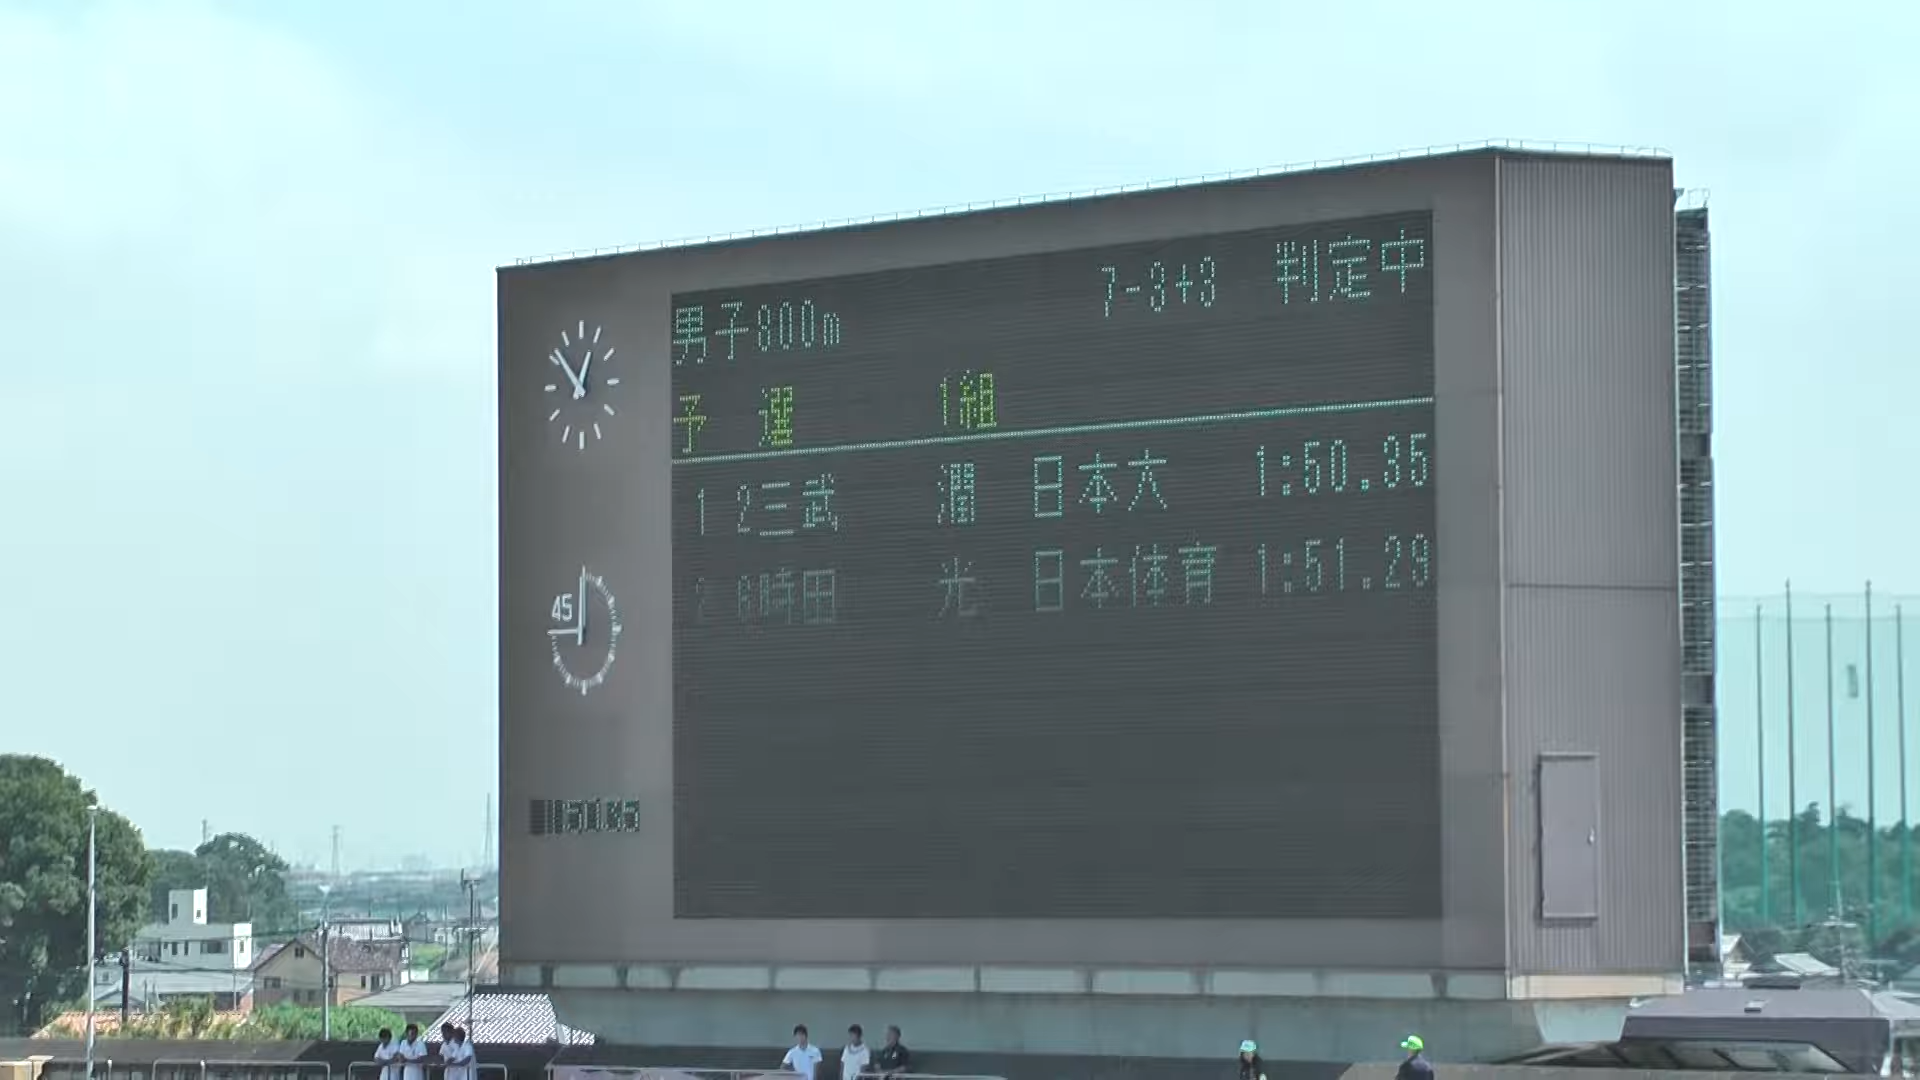 男子800m 7-3+3 判定中
予 選 1組
1 2三武 潤 日本大 1:50.35
2 8時田 光 日本体育 1:51.29
45